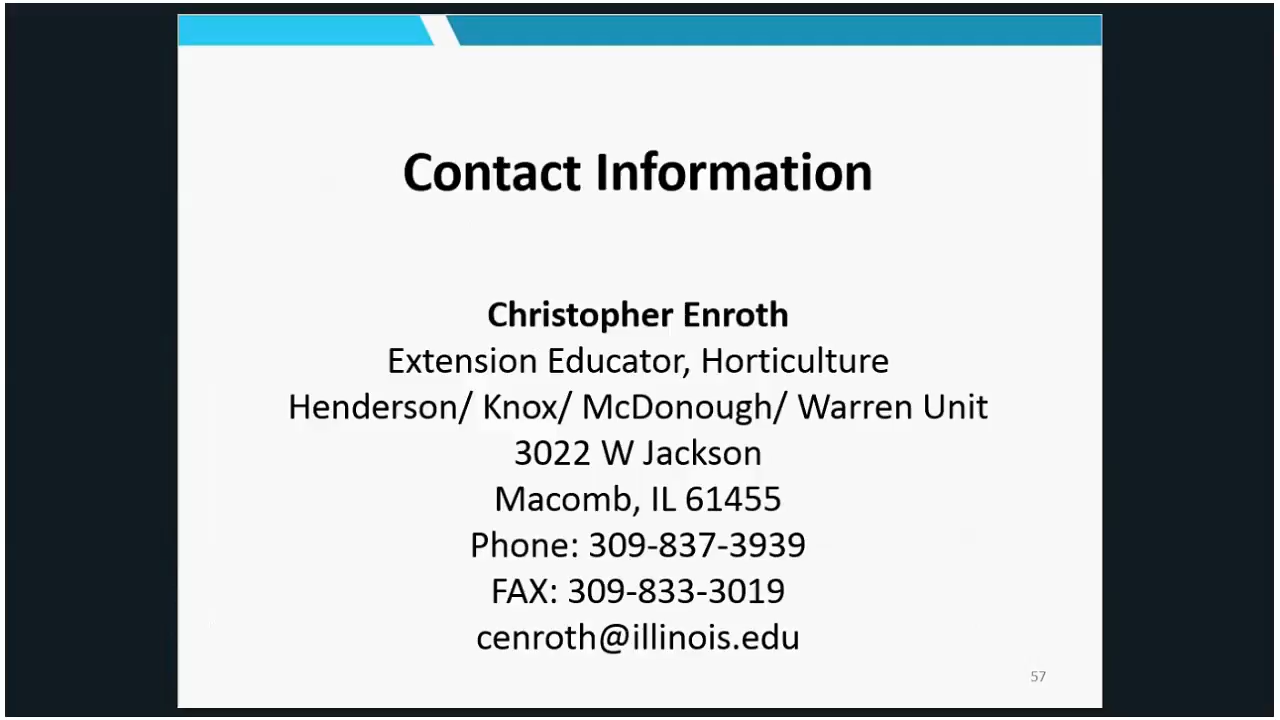 Contact Information
Christopher Enroth
Extension Educator, Horticulture
Henderson/ Knox/ McDonough/ Warren Unit
3022 W Jackson
Macomb, IL 61455
Phone: 309-837-3939
FAX: 309-833-3019
cenroth@illinois.edu
57